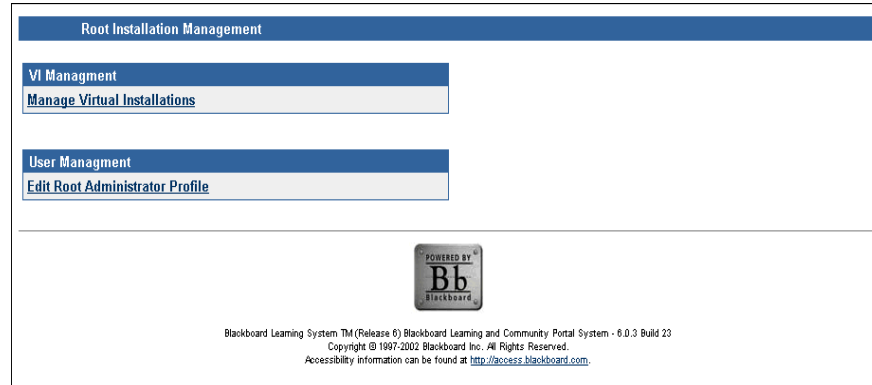 Root Installation Management
VI Managment
Manage Virtual Installations
User Managment
Edit Root Administrator Profile
POWERED BY
Bb
Blackboard
Blackboard Learning System TM (Release 6) Blackboard Learning and Community Portal System - 6.0.3 Build 23
Copyright © 1997-2002 Blackboard Inc. All Rights Reserved.
Accessibility information can be found at http://access.blackboard.com.